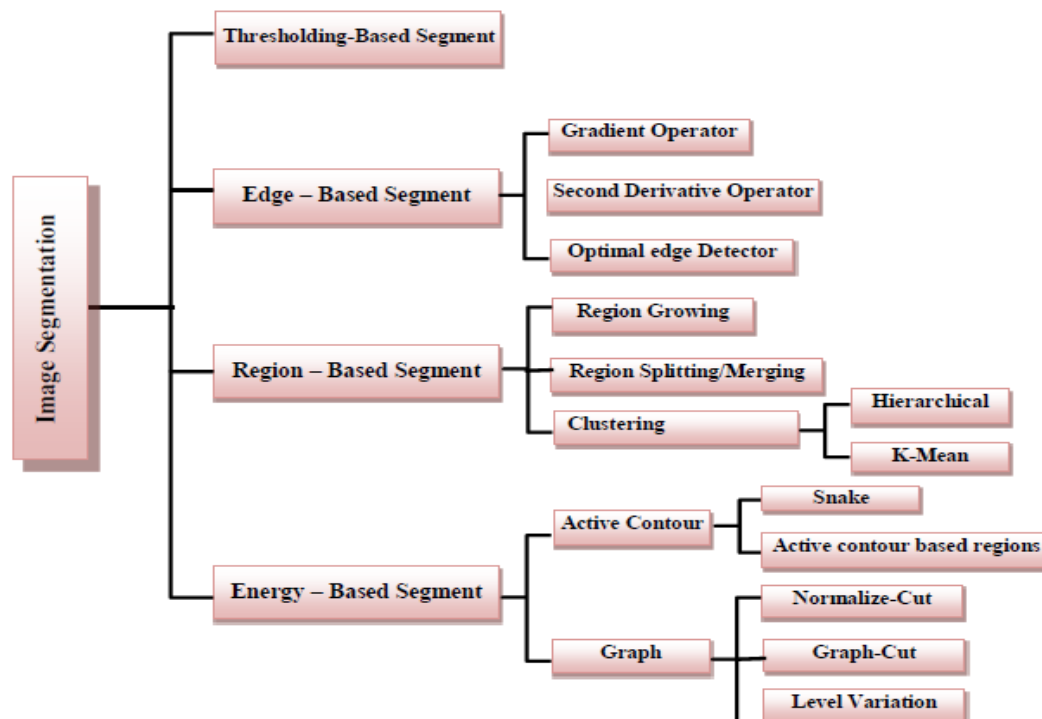 Image Segmentation
Thresholding-Based Segment
Edge – Based Segment
Gradient Operator
Second Derivative Operator
Optimal edge Detector
Region – Based Segment
Region Growing
Region Splitting/Merging
Clustering
Hierarchical
K-Mean
Energy – Based Segment
Active Contour
Snake
Active contour based regions
Graph
Normalize-Cut
Graph-Cut
Level Variation